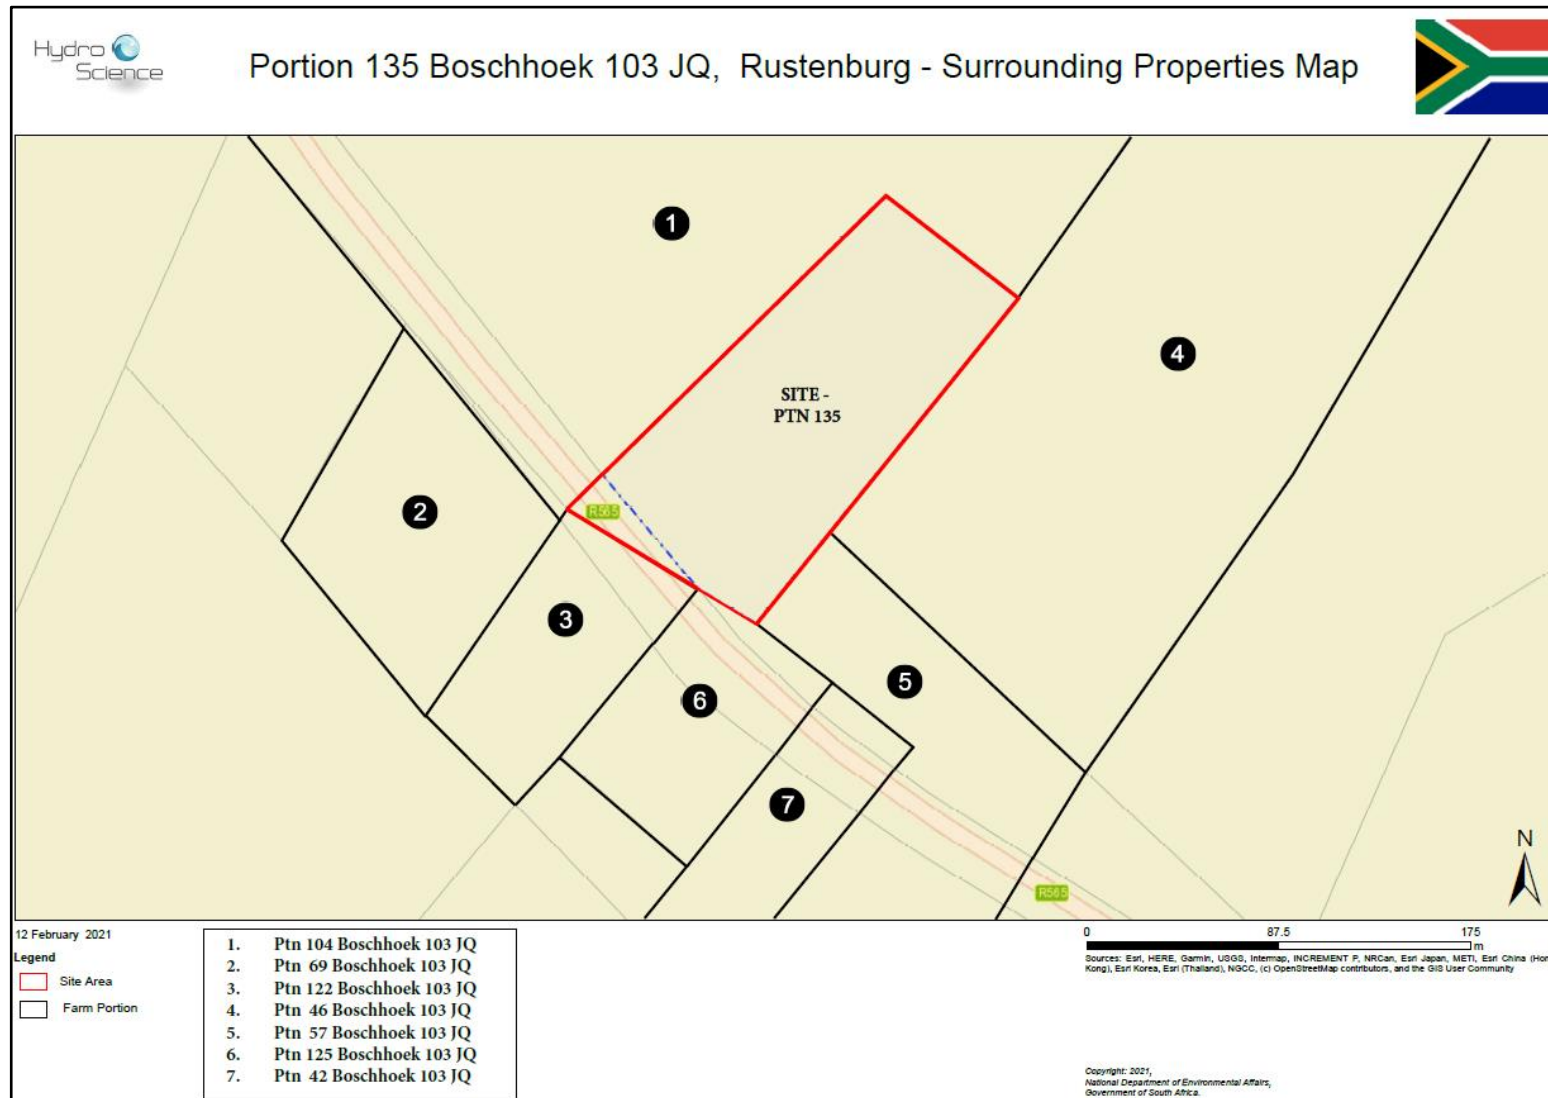 Hydro
Science
Portion 135 Boschhoek 103 JQ, Rustenburg - Surrounding Properties Map
1
4
SITE -
PTN 135
2
R565
3
5
6
7
R565
N
12 February 2021
Legend
Site Area
Farm Portion
1. Ptn 104 Boschhoek 103 JQ
2. Ptn 69 Boschhoek 103 JQ
3. Ptn 122 Boschhoek 103 JQ
4. Ptn 46 Boschhoek 103 JQ
5. Ptn 57 Boschhoek 103 JQ
6. Ptn 125 Boschhoek 103 JQ
7. Ptn 42 Boschhoek 103 JQ
0 87.5 175
m
Sources: Esri, HERE, Garmin, USGS, Intermap, INCREMENT P, NRCan, Esri Japan, METI, Esri China (Hon
Kong), Esri Korea, Esri (Thailand), NGCC, (c) OpenStreetMap contributors, and the GIS User Community
Copyright: 2021,
National Department of Environmental Affairs,
Government of South Africa.